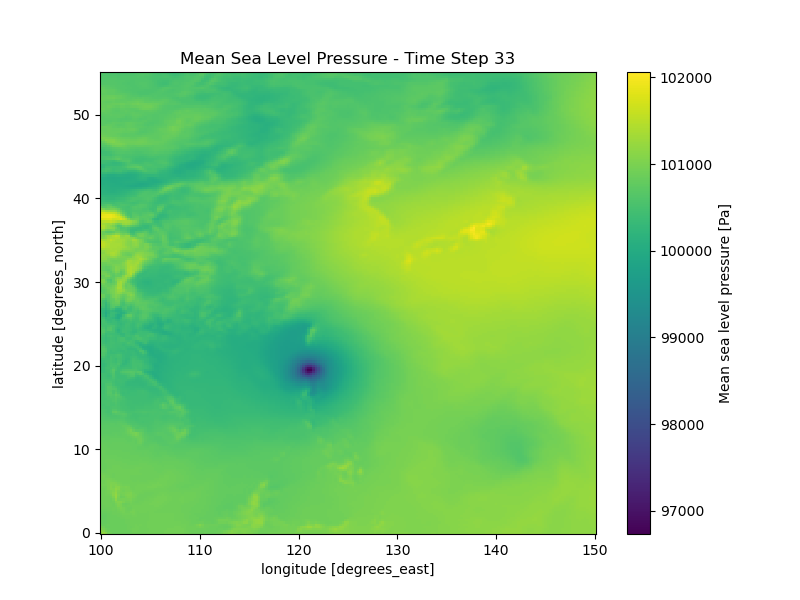 Mean Sea Level Pressure - Time Step 33
50
40
30
20
10
0
100 110 120 130 140 150
longitude [degrees_east]
latitude [degrees_north]
102000
101000
100000
99000
98000
97000
Mean sea level pressure [Pa]